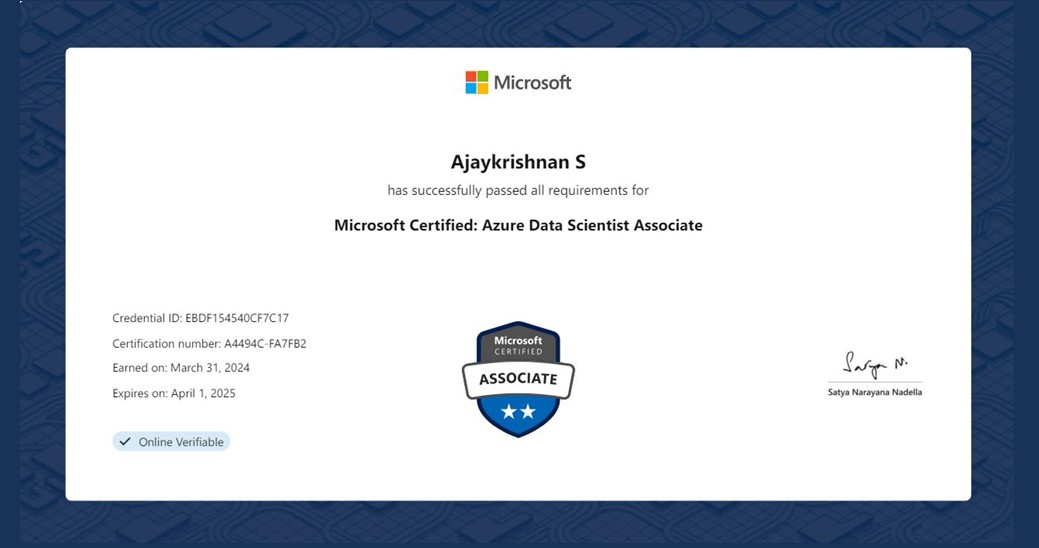 Microsoft
Ajaykrishnan S
has successfully passed all requirements for
Microsoft Certified: Azure Data Scientist Associate
Credential ID: EBDF154540CF7C17
Certification number: A4494C-FA7FB2
Earned on: March 31, 2024
Expires on: April 1, 2025
Online Verifiable
Microsoft
CERTIFIED
ASSOCIATE
Satya N.
Satya Narayana Nadella